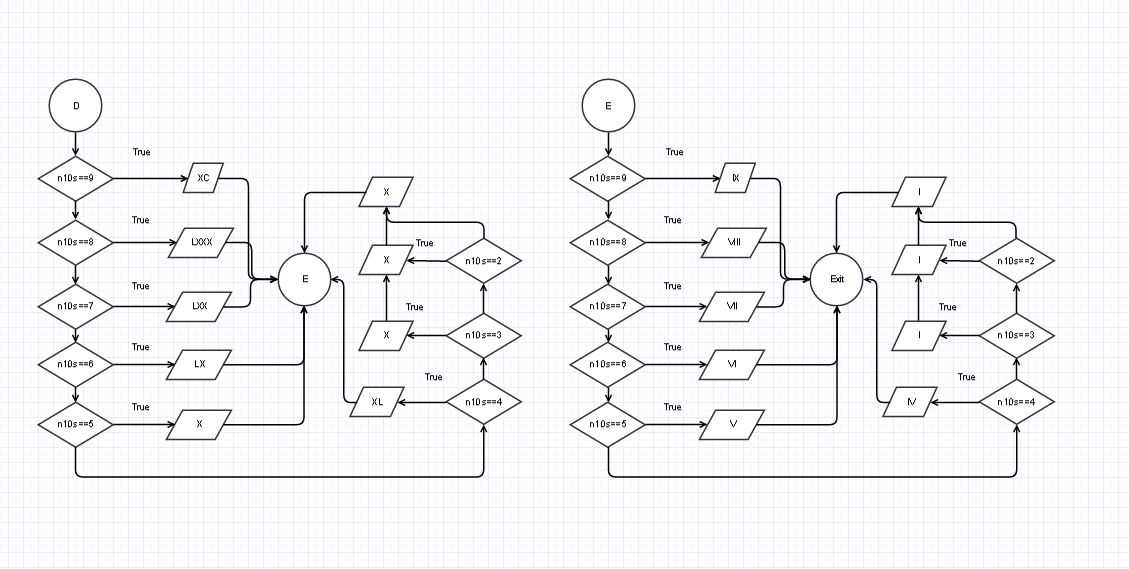 D
True
n10s==9
XC
True
n10s==8
LXXX
True
n10s==7
LXX
True
n10s==6
LX
True
n10s==5
X
E
X
True
X
n10s==2
True
X
n10s==3
True
XL
n10s==4
E
True
n10s==9
IX
True
n10s==8
VIII
True
n10s==7
VII
True
n10s==6
VI
True
n10s==5
V
Exit
I
True
I
n10s==2
True
I
n10s==3
True
IV
n10s==4